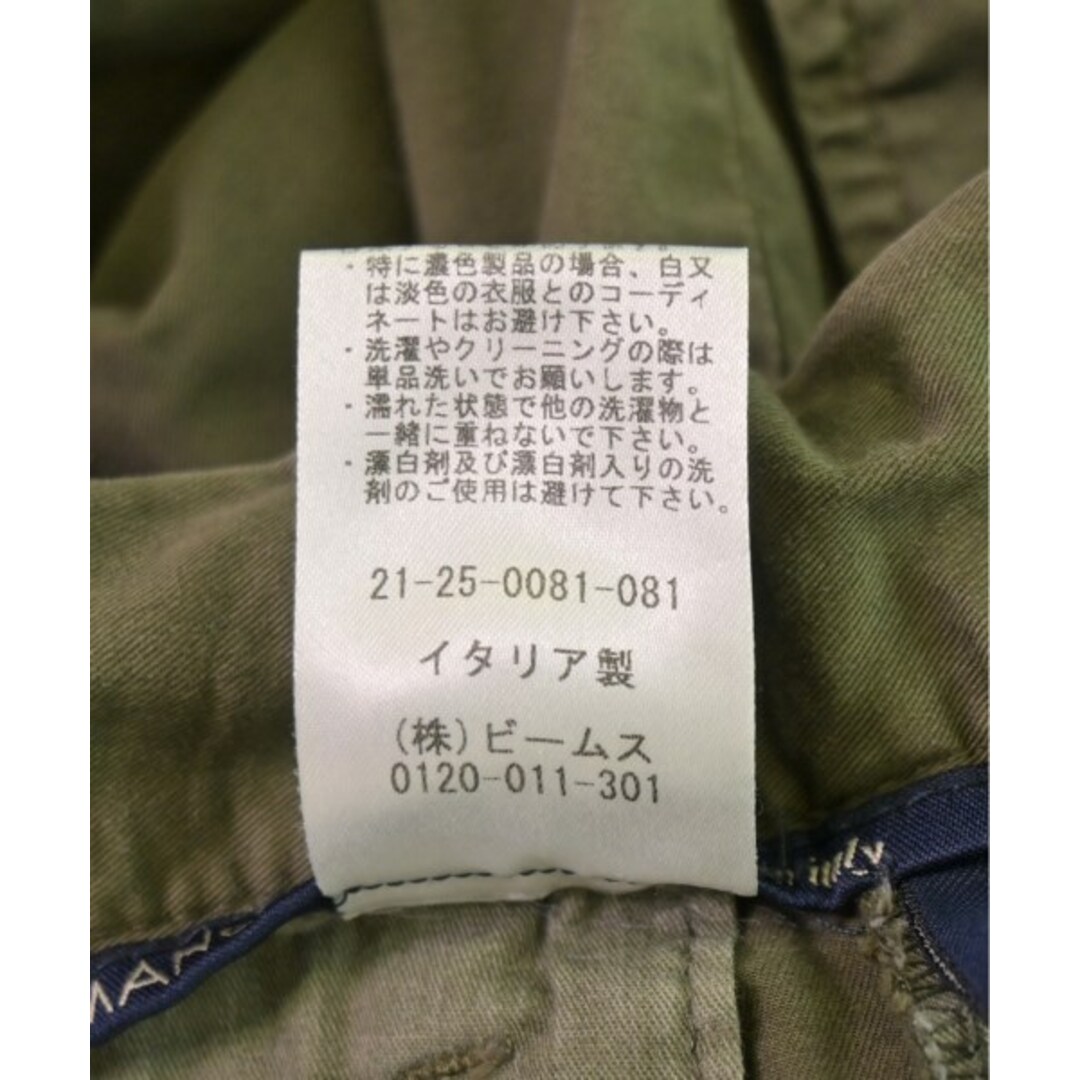 ・特に濃色製品の場合、白又
は淡色の衣服とのコーディ
ネートはお避け下さい。
・洗濯やクリーニングの際は
単品洗いでお願いします。
・濡れた状態で他の洗濯物と
一緒に重ねないで下さい。
・漂白剤及び漂白剤入りの洗
剤のご使用は避けて下さい。
21-25-0081-081
イタリア製
(株)ビームス
0120-011-301